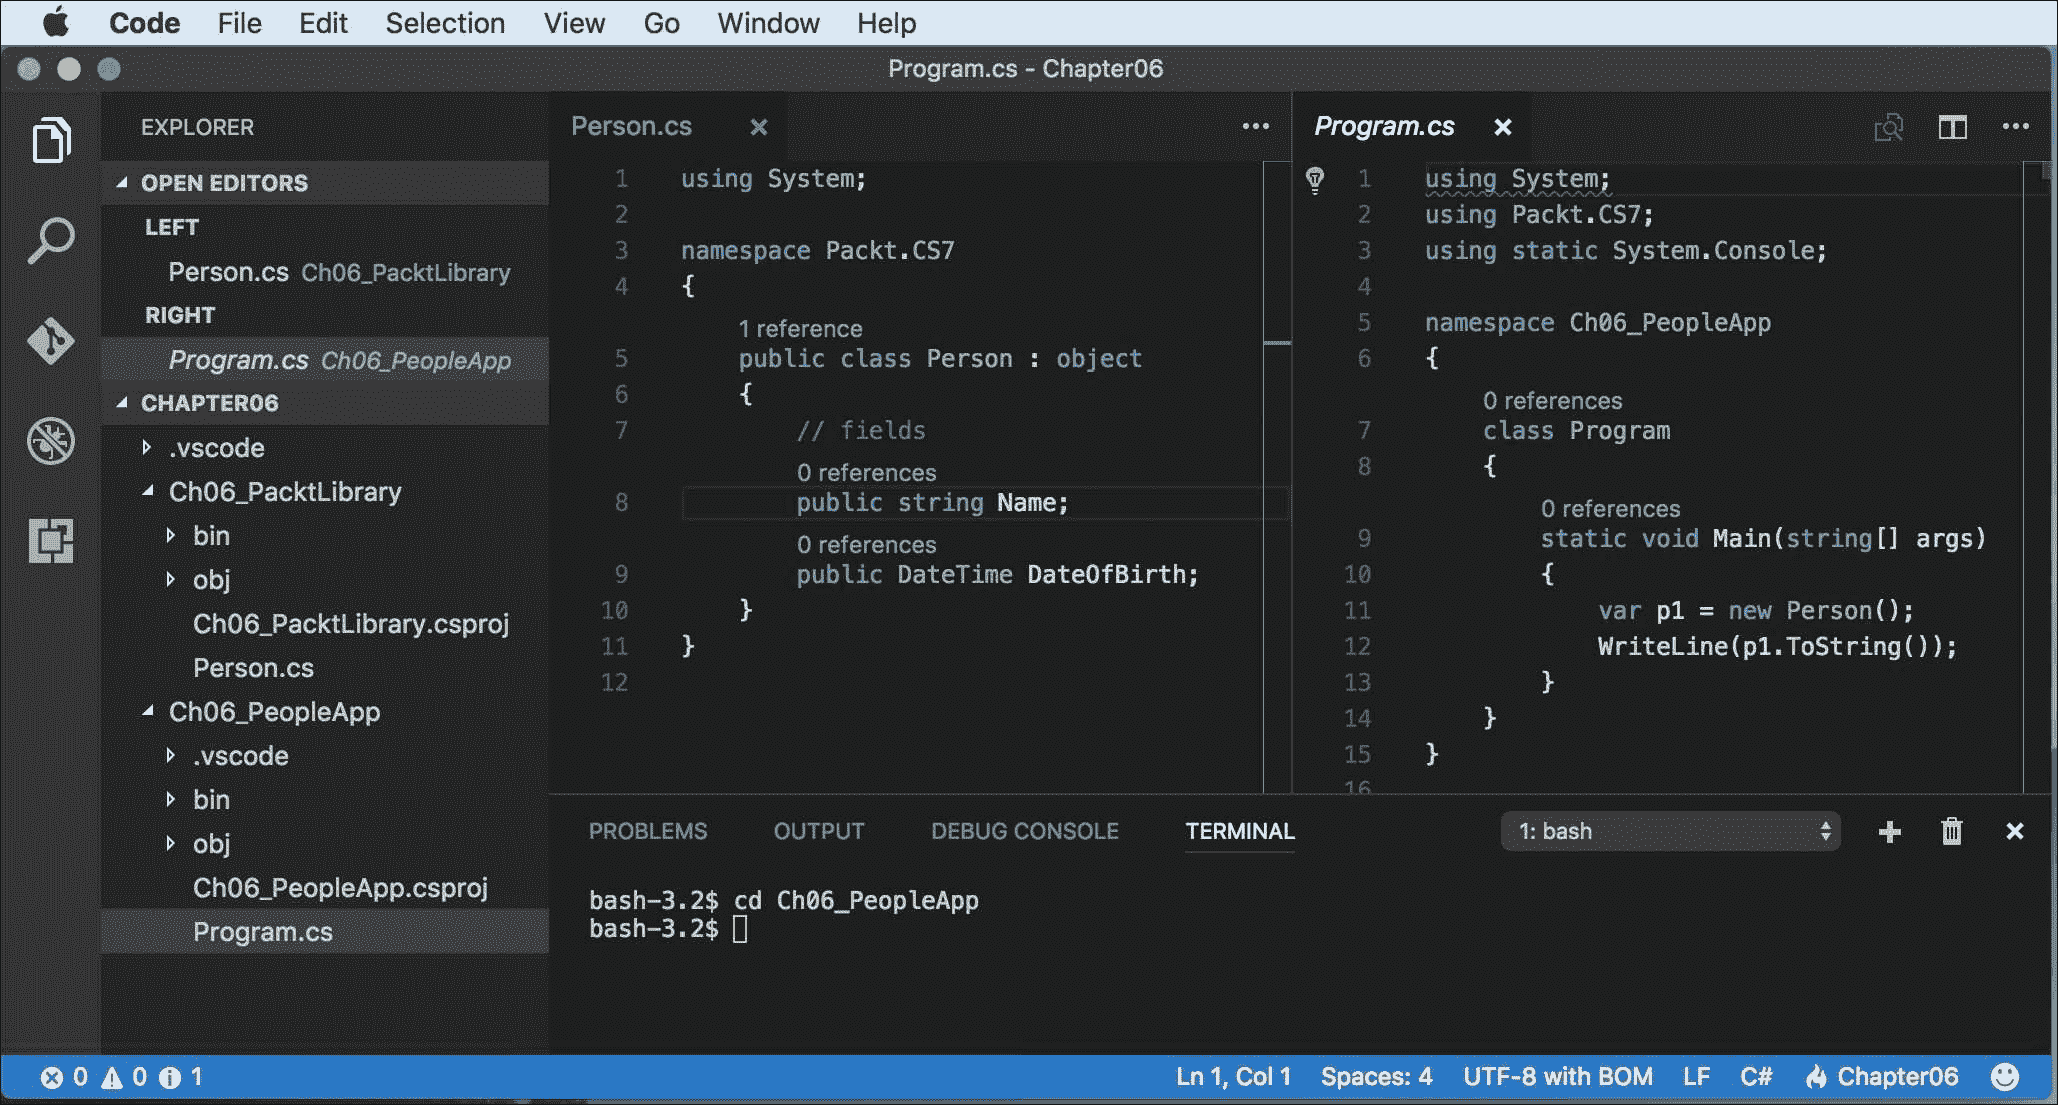 Code File Edit Selection View Go Window Help
Program.cs - Chapter06
EXPLORER
OPEN EDITORS
LEFT
Person.cs Ch06_PacktLibrary
RIGHT
Program.cs Ch06_PeopleApp
CHAPTER06
.vscode
Ch06_PacktLibrary
bin
obj
Ch06_PacktLibrary.csproj
Person.cs
Ch06_PeopleApp
.vscode
bin
obj
Ch06_PeopleApp.csproj
Program.cs
Person.cs
1 using System;
2
3 namespace Packt.CS7
4 {
1 reference
5 public class Person : object
6 {
7 // fields
0 references
8 public string Name;
0 references
9 public DateTime DateOfBirth;
10 }
11 }
12
Program.cs
1 using System;
2 using Packt.CS7;
3 using static System.Console;
4
5 namespace Ch06_PeopleApp
6 {
0 references
7 class Program
8 {
0 references
9 static void Main(string[] args)
10 {
11 var p1 = new Person();
12 WriteLine(p1.ToString());
13 }
14 }
15 }
16
PROBLEMS OUTPUT DEBUG CONSOLE TERMINAL 1: bash
bash-3.2$ cd Ch06_PeopleApp
bash-3.2$
0 0 1 Ln 1, Col 1 Spaces: 4 UTF-8 with BOM LF C# Chapter06